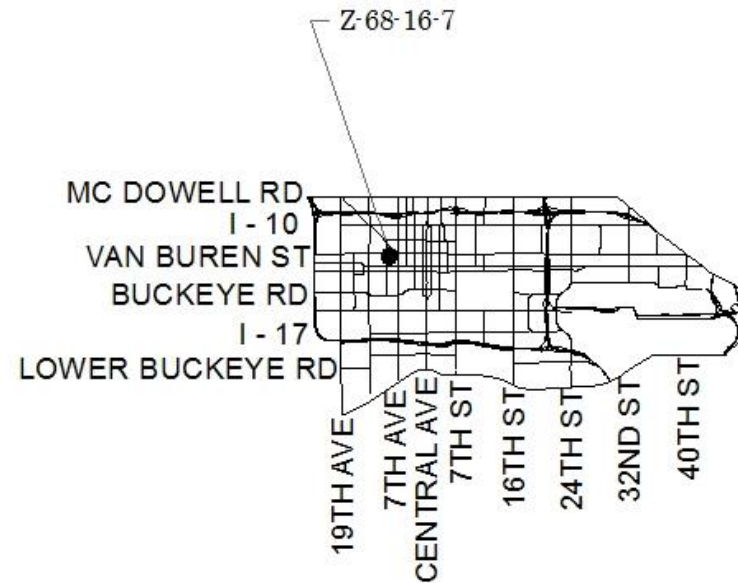 Z-68-16-7
MC DOWELL RD
I - 10
VAN BUREN ST
BUCKEYE RD
I - 17
LOWER BUCKEYE RD
19TH AVE
7TH AVE
CENTRAL AVE
7TH ST
16TH ST
24TH ST
32ND ST
40TH ST